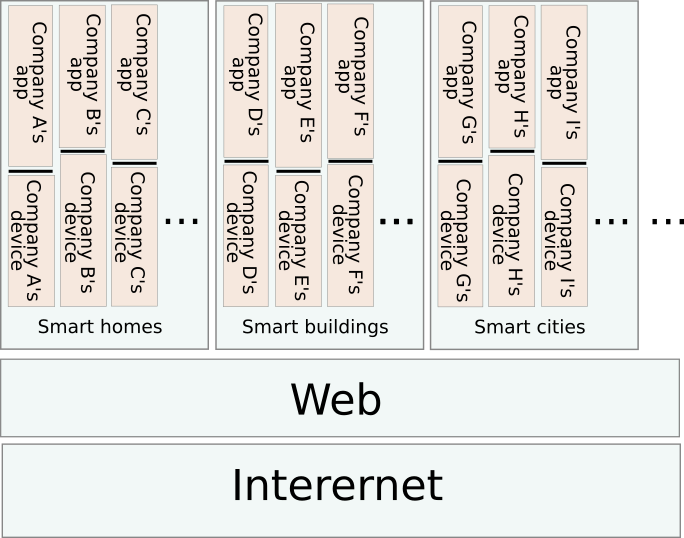 Company A's
app
Company B's
app
Company C's
app
Company A's
device
Company B's
device
Company C's
device
...
Smart homes
Company D's
app
Company E's
app
Company F's
app
Company D's
device
Company E's
device
Company F's
device
...
Smart buildings
Company G's
app
Company H's
app
Company I's
app
Company G's
device
Company H's
device
Company I's
device
...
Smart cities
...
Web
Interernet